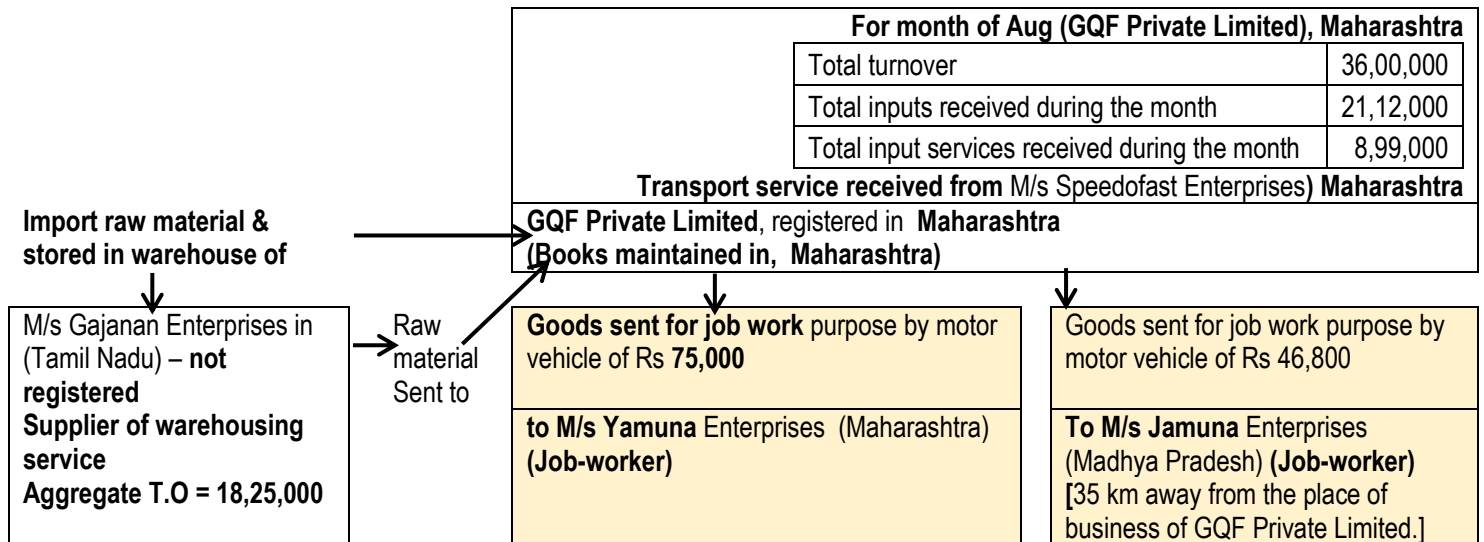 For month of Aug (GQF Private Limited), Maharashtra
Total turnover 36,00,000
Total inputs received during the month 21,12,000
Total input services received during the month 8,99,000
Transport service received from M/s Speedofast Enterprises) Maharashtra
GQF Private Limited, registered in Maharashtra
(Books maintained in, Maharashtra)
Import raw material &
stored in warehouse of
M/s Gajanan Enterprises in
(Tamil Nadu) – not
registered
Supplier of warehousing
service
Aggregate T.O = 18,25,000
Raw
material
Sent to
Goods sent for job work purpose by motor
vehicle of Rs 75,000
to M/s Yamuna Enterprises (Maharashtra)
(Job-worker)
Goods sent for job work purpose by
motor vehicle of Rs 46,800
To M/s Jamuna Enterprises
(Madhya Pradesh) (Job-worker)
[35 km away from the place of
business of GQF Private Limited.]